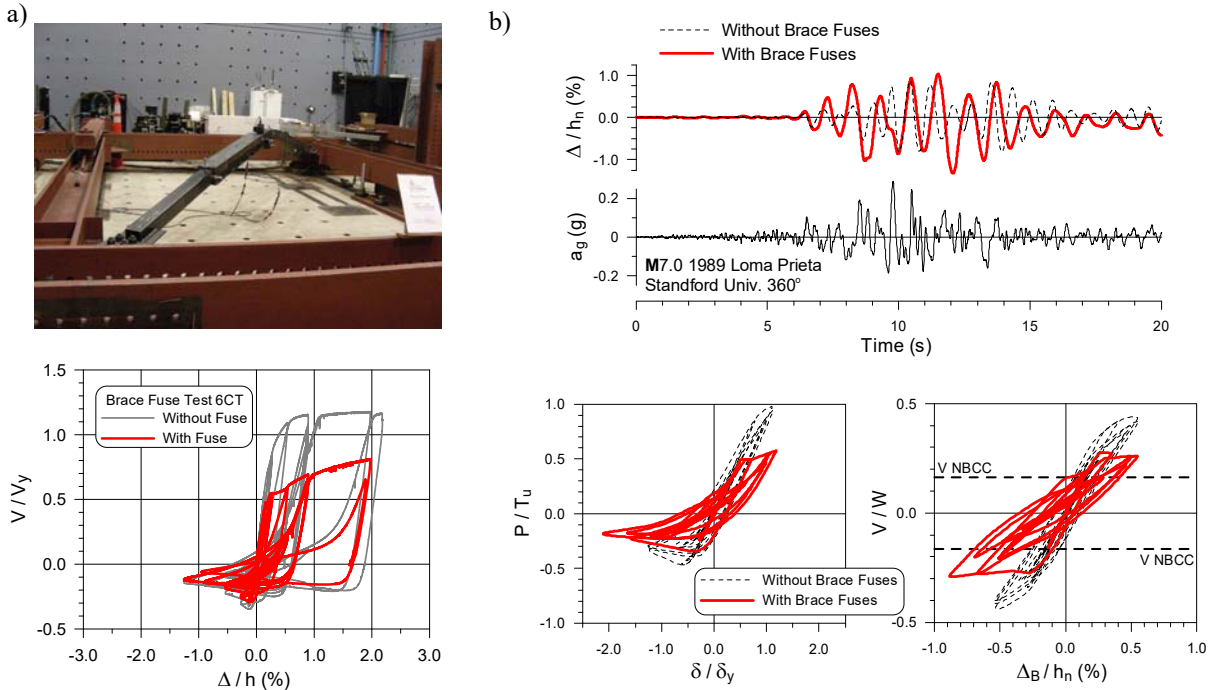 a)
1.5
1.0
0.5
0.0
-0.5
V / Vy
Brace Fuse Test 6CT
Without Fuse
With Fuse
-3.0 -2.0 -1.0 0.0 1.0 2.0 3.0
Δ / h (%)
b)
Without Brace Fuses
With Brace Fuses
1.0
0.0
-1.0
Δ / hn (%)
0.2
0
-0.2
ag (g)
M7.0 1989 Loma Prieta
Standford Univ. 360°
0 5 10 15 20
Time (s)
1.0
0.5
0.0
-0.5
-1.0
P / Tu
Without Brace Fuses
With Brace Fuses
-2.0 -1.0 0.0 1.0 2.0
δ / δy
0.5
0.0
-0.5
V / W
V NBCC
V NBCC
-1.0 -0.5 0.0 0.5 1.0
ΔB / hn (%)